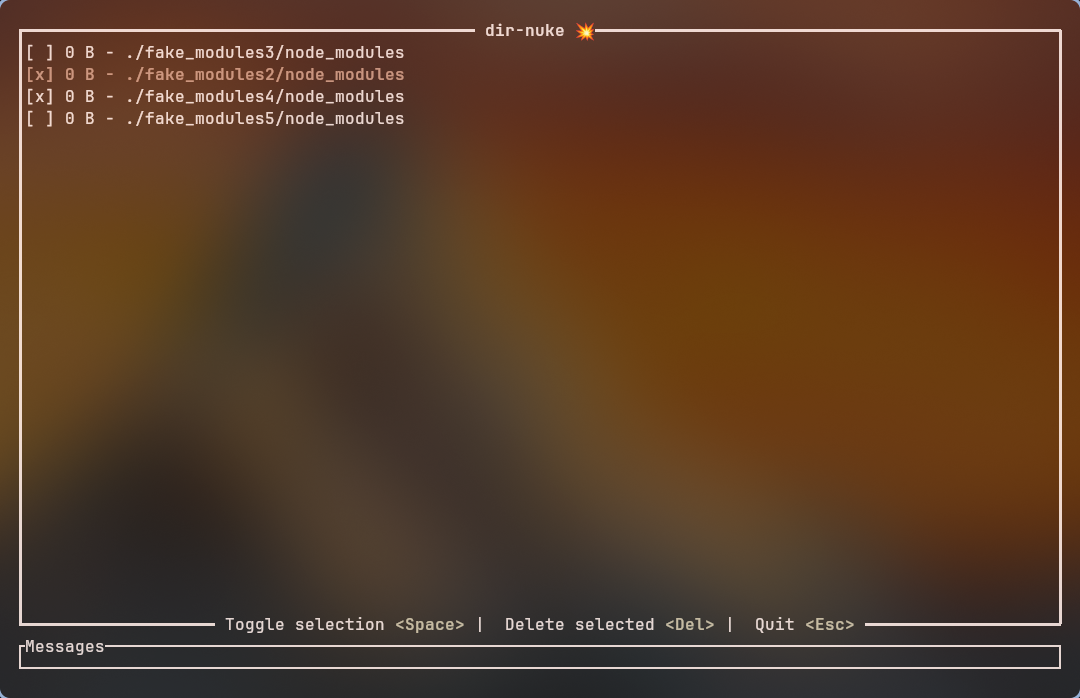 dir-nuke 💥
[ ] 0 B - ./fake_modules3/node_modules
[x] 0 B - ./fake_modules2/node_modules
[x] 0 B - ./fake_modules4/node_modules
[ ] 0 B - ./fake_modules5/node_modules
Toggle selection <Space> | Delete selected <Del> | Quit <Esc>
Messages